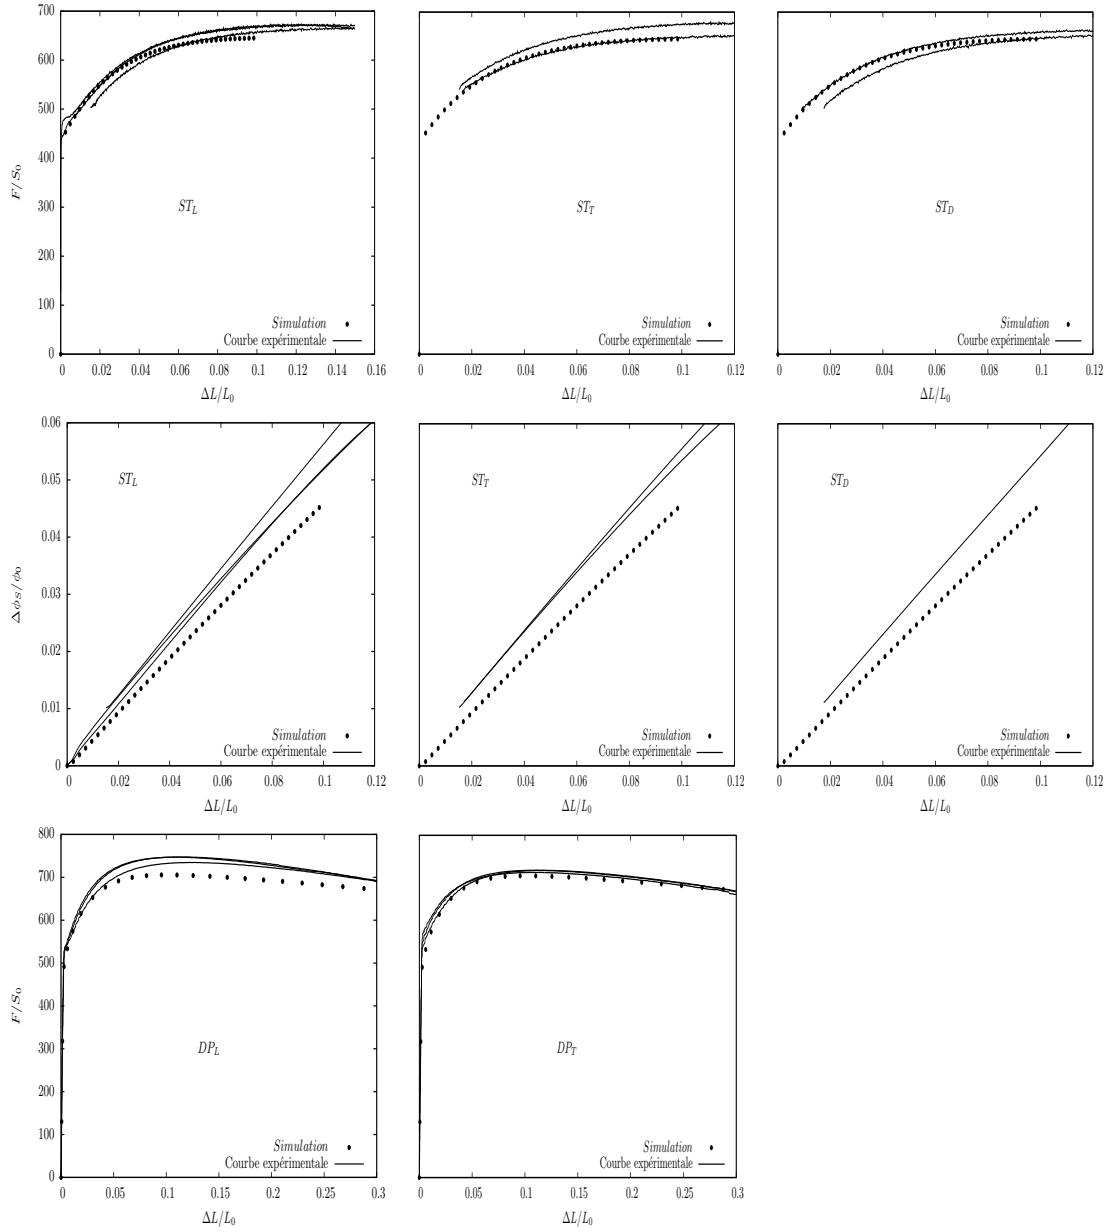 700
600
500
400
300
200
100
0
F/S₀
ST_L
Simulation
Courbe expérimentale
0 0.02 0.04 0.06 0.08 0.1 0.12 0.14 0.16
ΔL/L₀
ST_T
Simulation
Courbe expérimentale
0 0.02 0.04 0.06 0.08 0.1 0.12
ΔL/L₀
ST_D
Simulation
Courbe expérimentale
0 0.02 0.04 0.06 0.08 0.1 0.12
ΔL/L₀
0.06
0.05
0.04
0.03
0.02
0.01
0
Δϕ_S/ϕ₀
ST_L
Simulation
Courbe expérimentale
0 0.02 0.04 0.06 0.08 0.1 0.12
ΔL/L₀
ST_T
Simulation
Courbe expérimentale
0 0.02 0.04 0.06 0.08 0.1 0.12
ΔL/L₀
ST_D
Simulation
Courbe expérimentale
0 0.02 0.04 0.06 0.08 0.1 0.12
ΔL/L₀
800
700
600
500
400
300
200
100
0
F/S₀
DP_L
Simulation
Courbe expérimentale
0 0.05 0.1 0.15 0.2 0.25 0.3
ΔL/L₀
DP_T
Simulation
Courbe expérimentale
0 0.05 0.1 0.15 0.2 0.25 0.3
ΔL/L₀